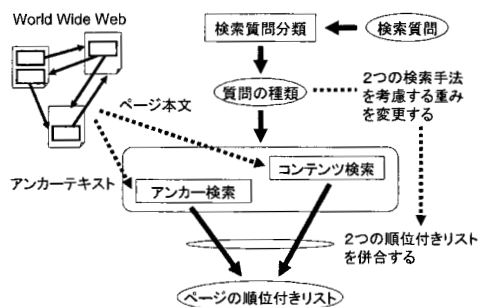 World Wide Web
検索質問分類
検索質問
質問の種類
2つの検索手法
を考慮する重み
を変更する
ページ本文
アンカーテキスト
アンカー検索
コンテンツ検索
2つの順位付きリスト
を併合する
ページの順位付きリスト